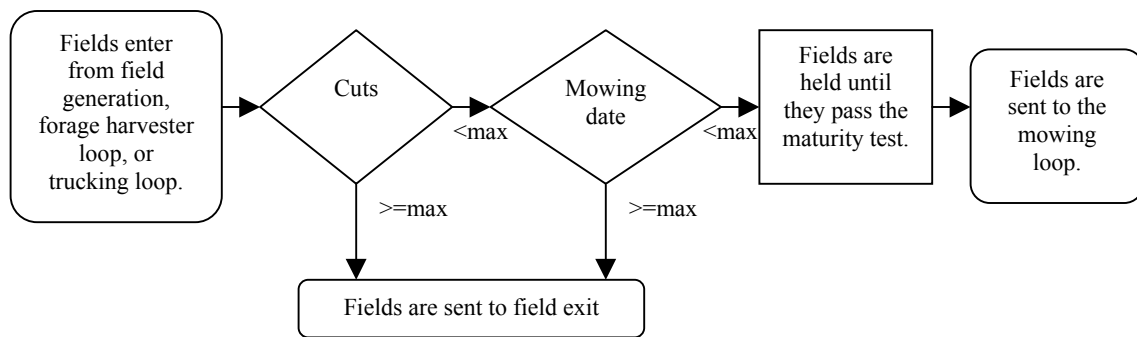 Fields enter
from field
generation,
forage harvester
loop, or
trucking loop.
Cuts
<max
>=max
Mowing
date
<max
>=max
Fields are
held until
they pass the
maturity test.
Fields are
sent to the
mowing
loop.
Fields are sent to field exit